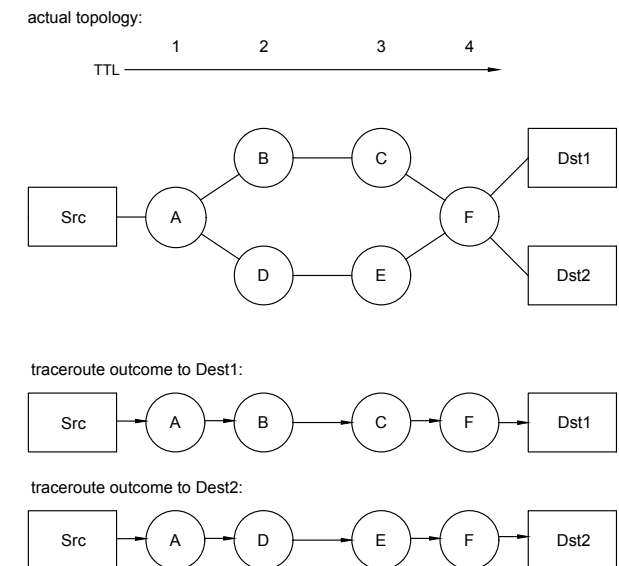 actual topology:
1 2 3 4
TTL
B C Dst1
Src A F
D E Dst2
traceroute outcome to Dest1:
Src A B C F Dst1
traceroute outcome to Dest2:
Src A D E F Dst2